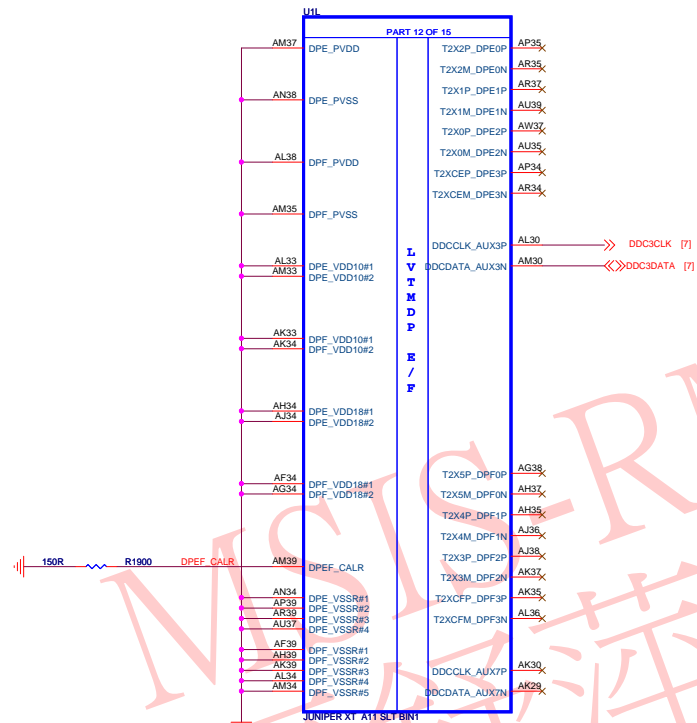 U1L
PART 12 OF 15
AM37 DPE_PVDD
AN38 DPE_PVSS
AL38 DPF_PVDD
AM35 DPF_PVSS
AL33 DPE_VDD10#1
AM33 DPE_VDD10#2
AK33 DPF_VDD10#1
AK34 DPF_VDD10#2
AH34 DPE_VDD18#1
AJ34 DPE_VDD18#2
AF34 DPF_VDD18#1
AG34 DPF_VDD18#2
150R R1900 DPEF_CALR AM39 DPEF_CALR
AN34 DPE_VSSR#1
AP39 DPE_VSSR#2
AR39 DPE_VSSR#3
AU37 DPE_VSSR#4
AF39 DPF_VSSR#1
AH39 DPF_VSSR#2
AK39 DPF_VSSR#3
AL34 DPF_VSSR#4
AM34 DPF_VSSR#5
LVTMDP E/F
T2X2P_DPE0P AP35
T2X2M_DPE0N AR35
T2X1P_DPE1P AR37
T2X1M_DPE1N AU39
T2X0P_DPE2P AW37
T2X0M_DPE2N AU35
T2XCEP_DPE3P AP34
T2XCEM_DPE3N AR34
DDCCLK_AUX3P AL30 DDC3CLK [7]
DDCDATA_AUX3N AM30 DDC3DATA [7]
T2X5P_DPF0P AG38
T2X5M_DPF0N AH37
T2X4P_DPF1P AH35
T2X4M_DPF1N AJ36
T2X3P_DPF2P AJ38
T2X3M_DPF2N AK37
T2XCFP_DPF3P AK35
T2XCFM_DPF3N AL36
DDCCLK_AUX7P AK30
DDCDATA_AUX7N AK29
JUNIPER XT A11 SLT BIN1
MSIS-R